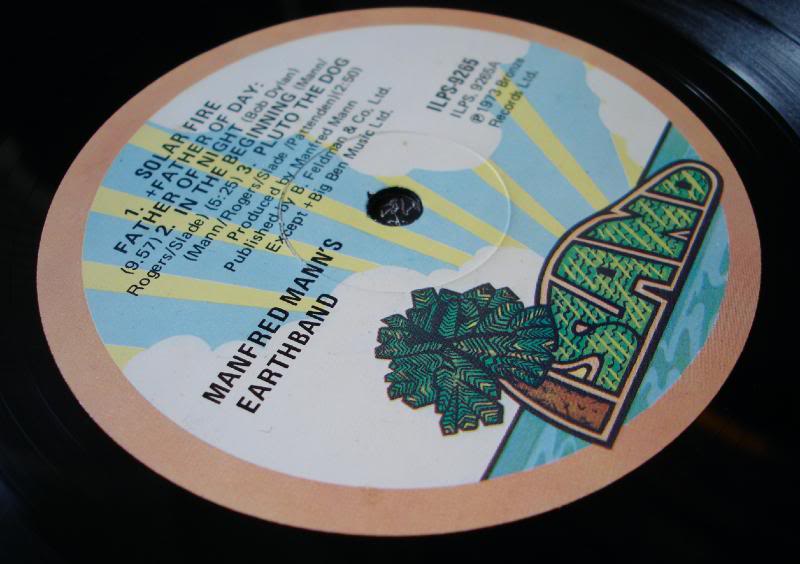 SOLAR FIRE
1. +FATHER OF DAY:
FATHER OF NIGHT (Bob Dylan)
(9.57) 2. IN THE BEGINNING (Mann/
Rogers/Slade) (5:25) 3. PLUTO THE DOG
(Mann/Rogers/Slade/Pattenden)(2:50)
Produced by Manfred Mann
Published by B. Feldman & Co. Ltd.
Except +Big Ben Music Ltd.
ILPS-9265
ILPS. 9265A
℗ 1973 Bronze
Records Ltd.
MANFRED MANN'S
EARTHBAND
ISLAND